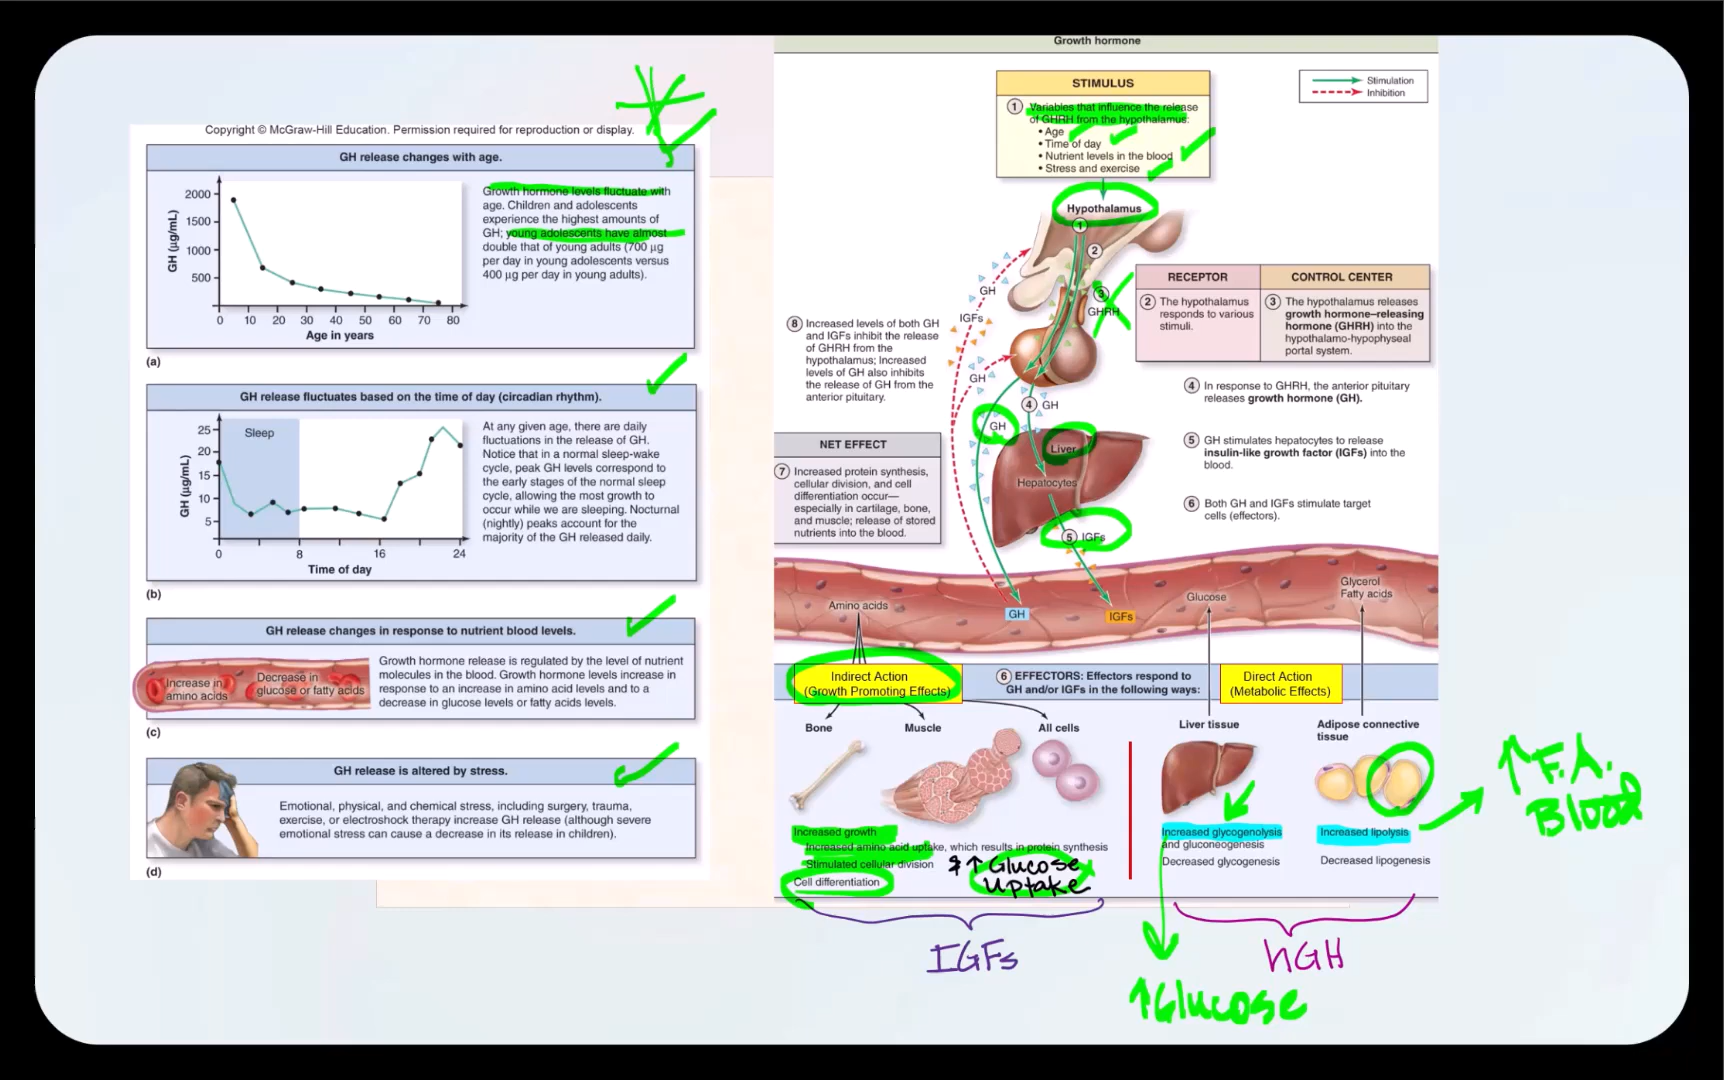 Copyright © McGraw-Hill Education. Permission required for reproduction or display.
GH release changes with age.
GH (µg/mL)
2000
1500
1000
500
0 10 20 30 40 50 60 70 80
Age in years
Growth hormone levels fluctuate with
age. Children and adolescents
experience the highest amounts of
GH; young adolescents have almost
double that of young adults (700 µg
per day in young adolescents versus
400 µg per day in young adults).
(a)
GH release fluctuates based on the time of day (circadian rhythm).
GH (µg/mL)
25
20
15
10
5
Sleep
0 8 16 24
Time of day
At any given age, there are daily
fluctuations in the release of GH.
Notice that in a normal sleep-wake
cycle, peak GH levels correspond to
the early stages of the normal sleep
cycle, allowing the most growth to
occur while we are sleeping. Nocturnal
(nightly) peaks account for the
majority of the GH released daily.
(b)
GH release changes in response to nutrient blood levels.
Increase in
amino acids
Decrease in
glucose or fatty acids
Growth hormone release is regulated by the level of nutrient
molecules in the blood. Growth hormone levels increase in
response to an increase in amino acid levels and to a
decrease in glucose levels or fatty acids levels.
(c)
GH release is altered by stress.
Emotional, physical, and chemical stress, including surgery, trauma,
exercise, or electroshock therapy increase GH release (although severe
emotional stress can cause a decrease in its release in children).
(d)
Growth hormone
STIMULUS
1 Variables that influence the release
of GHRH from the hypothalamus:
• Age
• Time of day
• Nutrient levels in the blood
• Stress and exercise
Stimulation
Inhibition
Hypothalamus
1
2
3
GHRH
GH
IGFs
GH
RECEPTOR
2 The hypothalamus
responds to various
stimuli.
CONTROL CENTER
3 The hypothalamus releases
growth hormone–releasing
hormone (GHRH) into the
hypothalamo-hypophyseal
portal system.
8 Increased levels of both GH
and IGFs inhibit the release
of GHRH from the
hypothalamus; Increased
levels of GH also inhibits
the release of GH from the
anterior pituitary.
4 GH
GH
4 In response to GHRH, the anterior pituitary
releases growth hormone (GH).
5 GH stimulates hepatocytes to release
insulin-like growth factor (IGFs) into the
blood.
6 Both GH and IGFs stimulate target
cells (effectors).
NET EFFECT
7 Increased protein synthesis,
cellular division, and cell
differentiation occur—
especially in cartilage, bone,
and muscle; release of stored
nutrients into the blood.
Liver
Hepatocytes
5 IGFs
Amino acids
GH
IGFs
Glucose
Glycerol
Fatty acids
Indirect Action
(Growth Promoting Effects)
6 EFFECTORS: Effectors respond to
GH and/or IGFs in the following ways:
Direct Action
(Metabolic Effects)
Bone
Muscle
All cells
Liver tissue
Adipose connective
tissue
Increased growth
Increased amino acid uptake, which results in protein synthesis
Stimulated cellular division
Cell differentiation
& ↑ Glucose
Uptake
Increased glycogenolysis
and gluconeogenesis
Decreased glycogenesis
Increased lipolysis
Decreased lipogenesis
↑ F.A.
Blood
IGFs
hGH
↑Glucose